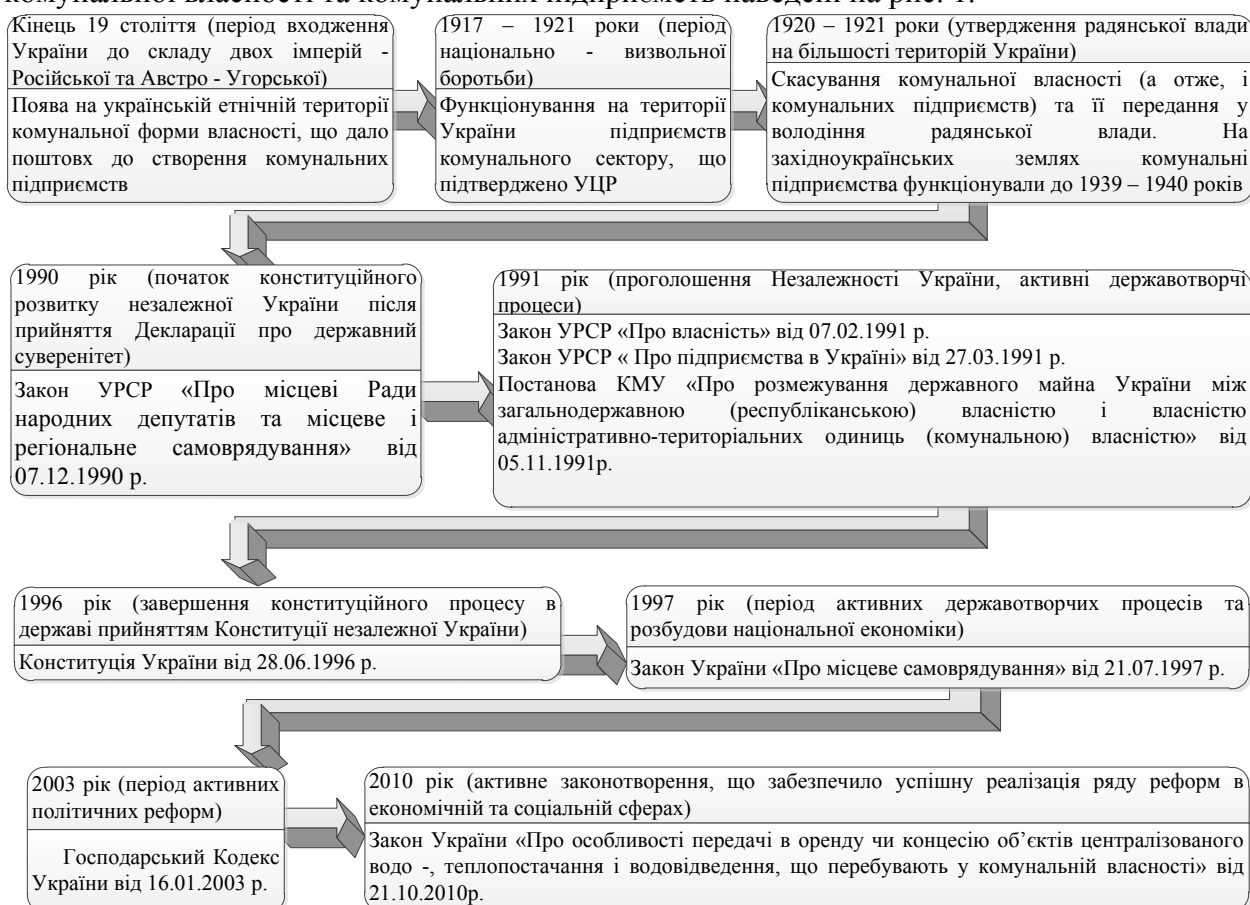 комунальної власності та комунальних підприємств наведені на рис. 1.
Кінець 19 століття (період входження
України до складу двох імперій -
Російської та Австро - Угорської)
Поява на українській етнічній території
комунальної форми власності, що дало
поштовх до створення комунальних
підприємств
1917 – 1921 роки (період
національно - визвольної
боротьби)
Функціонування на території
України підприємств
комунального сектору, що
підтверджено УЦР
1920 – 1921 роки (утвердження радянської влади
на більшості територій України)
Скасування комунальної власності (а отже, і
комунальних підприємств) та її передання у
володіння радянської влади. На
західноукраїнських землях комунальні
підприємства функціонували до 1939 – 1940 років
1990 рік (початок конституційного
розвитку незалежної України після
прийняття Декларації про державний
суверенітет)
Закон УРСР «Про місцеві Ради
народних депутатів та місцеве і
регіональне самоврядування» від
07.12.1990 р.
1991 рік (проголошення Незалежності України, активні державотворчі
процеси)
Закон УРСР «Про власність» від 07.02.1991 р.
Закон УРСР « Про підприємства в Україні» від 27.03.1991 р.
Постанова КМУ «Про розмежування державного майна України між
загальнодержавною (республіканською) власністю і власністю
адміністративно-територіальних одиниць (комунальною) власністю» від
05.11.1991р.
1996 рік (завершення конституційного процесу в
державі прийняттям Конституції незалежної України)
Конституція України від 28.06.1996 р.
1997 рік (період активних державотворчих процесів та
розбудови національної економіки)
Закон України «Про місцеве самоврядування» від 21.07.1997 р.
2003 рік (період активних
політичних реформ)
Господарський Кодекс
України від 16.01.2003 р.
2010 рік (активне законотворення, що забезпечило успішну реалізація ряду реформ в
економічній та соціальній сферах)
Закон України «Про особливості передачі в оренду чи концесію об’єктів централізованого
водо -, теплопостачання і водовідведення, що перебувають у комунальній власності» від
21.10.2010р.